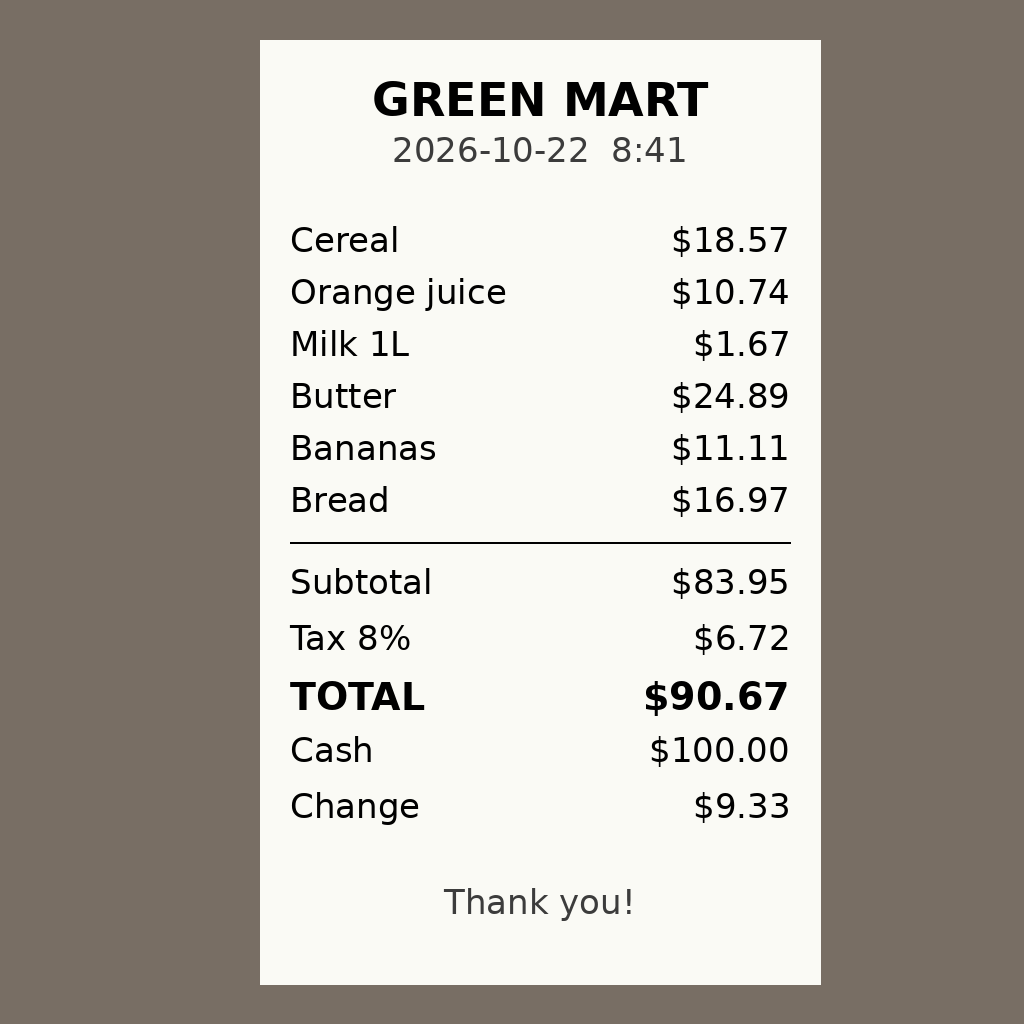 GREEN MART
2026-10-22 8:41
Cereal $18.57
Orange juice $10.74
Milk 1L $1.67
Butter $24.89
Bananas $11.11
Bread $16.97
Subtotal $83.95
Tax 8% $6.72
TOTAL $90.67
Cash $100.00
Change $9.33
Thank you!